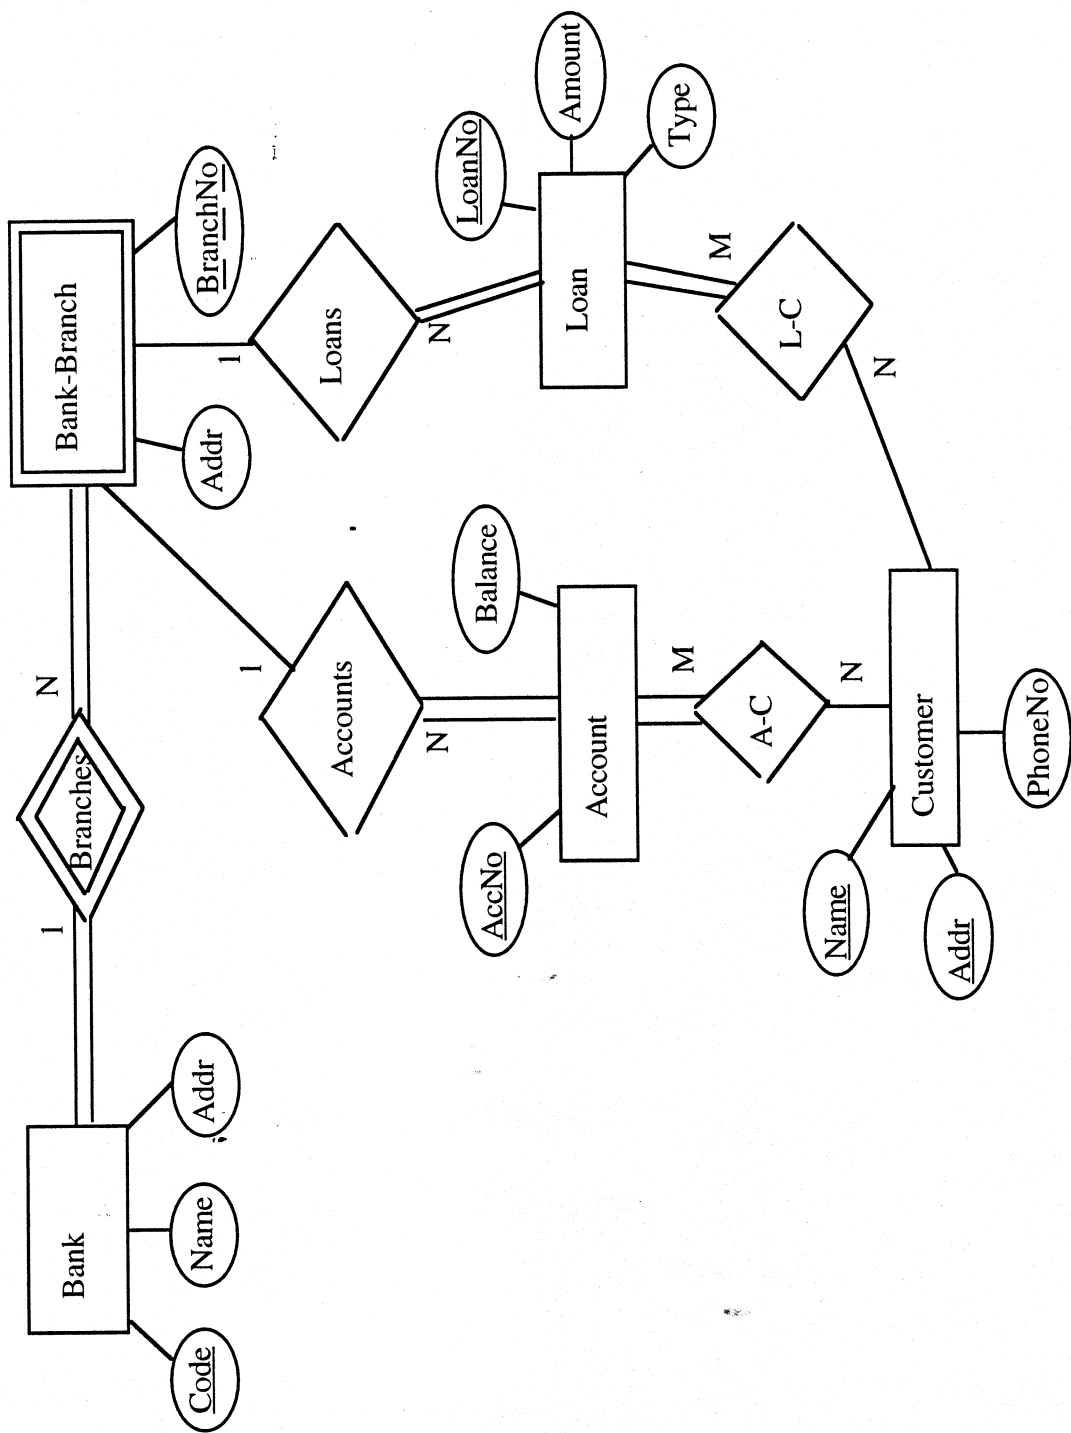 Bank
Code
Name
Addr
1
Branches
N
Bank-Branch
Addr
BranchNo
1
Accounts
N
1
Loans
N
AccNo
Account
Balance
LoanNo
Amount
Type
Loan
M
A-C
N
M
L-C
N
Name
Addr
Customer
PhoneNo